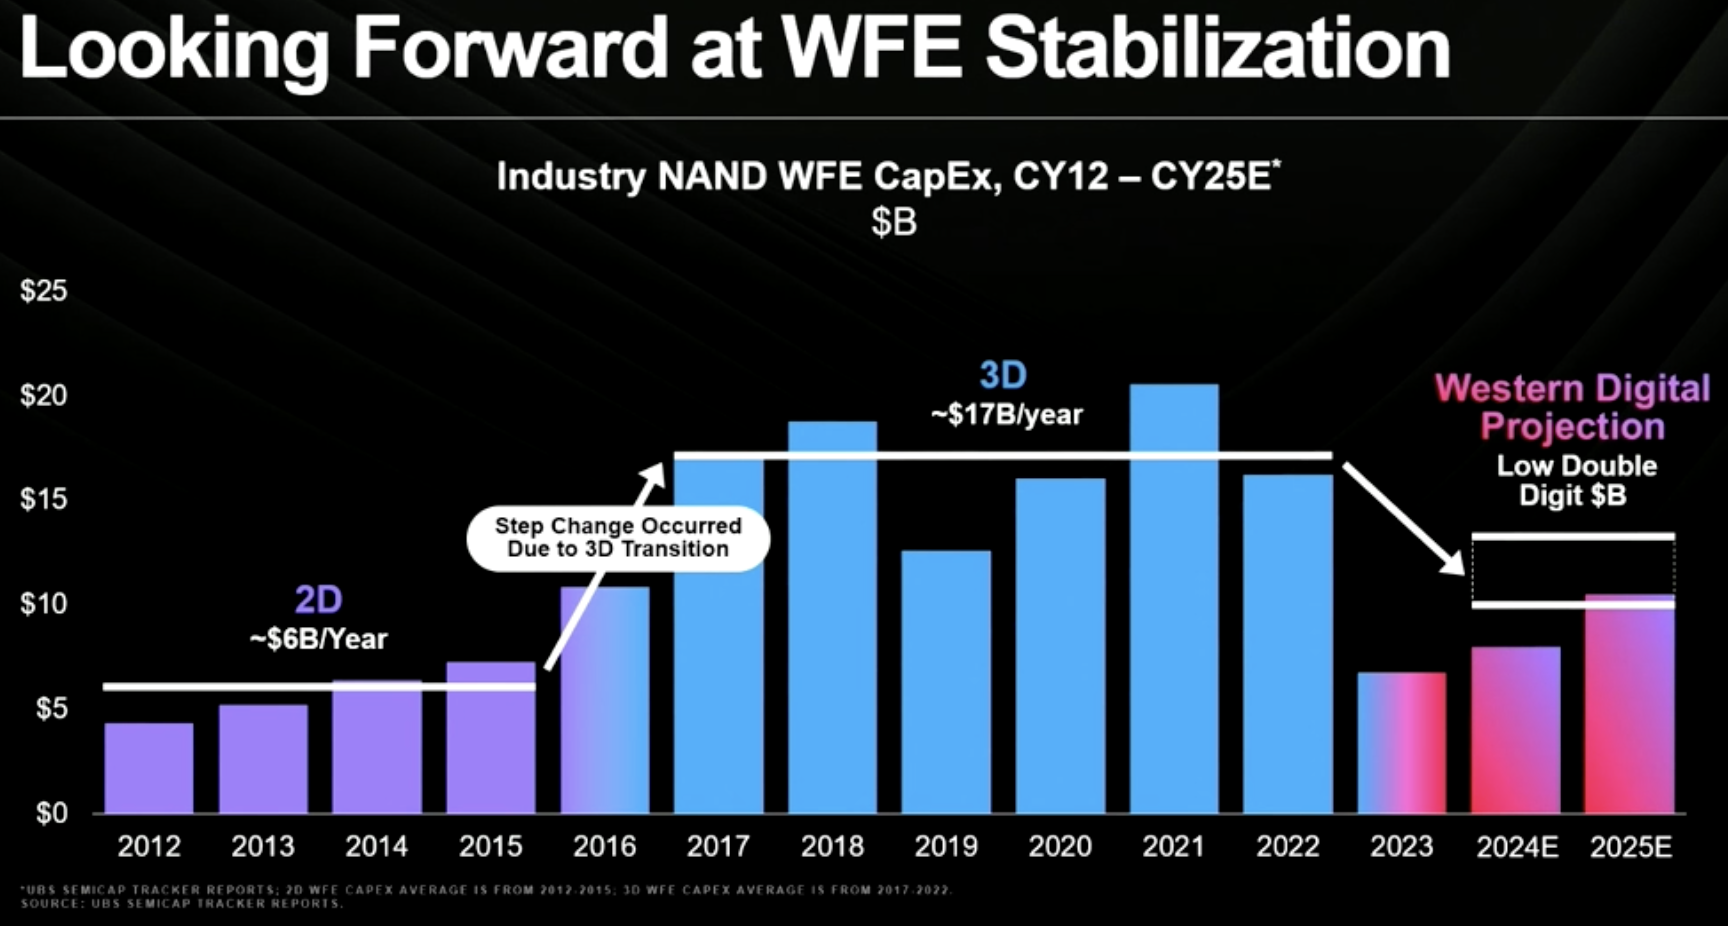 Looking Forward at WFE Stabilization
Industry NAND WFE CapEx, CY12 – CY25E*
$B
$25
$20
$15
$10
$5
$0
2D
~$6B/Year
Step Change Occurred
Due to 3D Transition
3D
~$17B/year
Western Digital
Projection
Low Double
Digit $B
2012 2013 2014 2015 2016 2017 2018 2019 2020 2021 2022 2023 2024E 2025E
*UBS SEMICAP TRACKER REPORTS; 2D WFE CAPEX AVERAGE IS FROM 2012-2015; 3D WFE CAPEX AVERAGE IS FROM 2017-2022.
SOURCE: UBS SEMICAP TRACKER REPORTS.